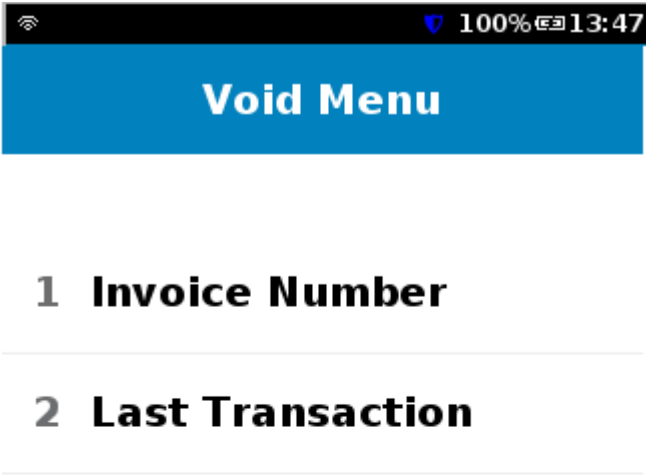 100% 13:47
Void Menu
1 Invoice Number
2 Last Transaction